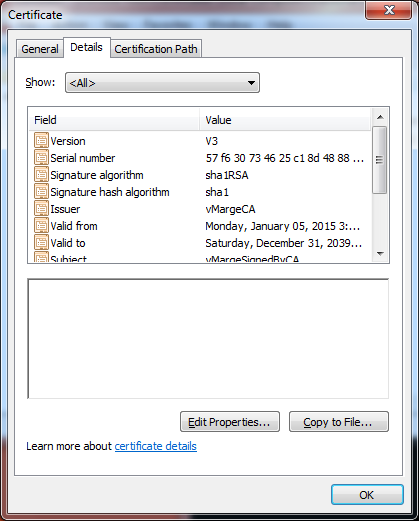 Certificate
General Details Certification Path
Show: <All>
Field Value
Version V3
Serial number 57 f6 30 73 46 25 c1 8d 48 88 ...
Signature algorithm sha1RSA
Signature hash algorithm sha1
Issuer vMargeCA
Valid from Monday, January 05, 2015 3:...
Valid to Saturday, December 31, 2039...
Subject vMargeSignedByCA
Edit Properties... Copy to File...
Learn more about certificate details
OK